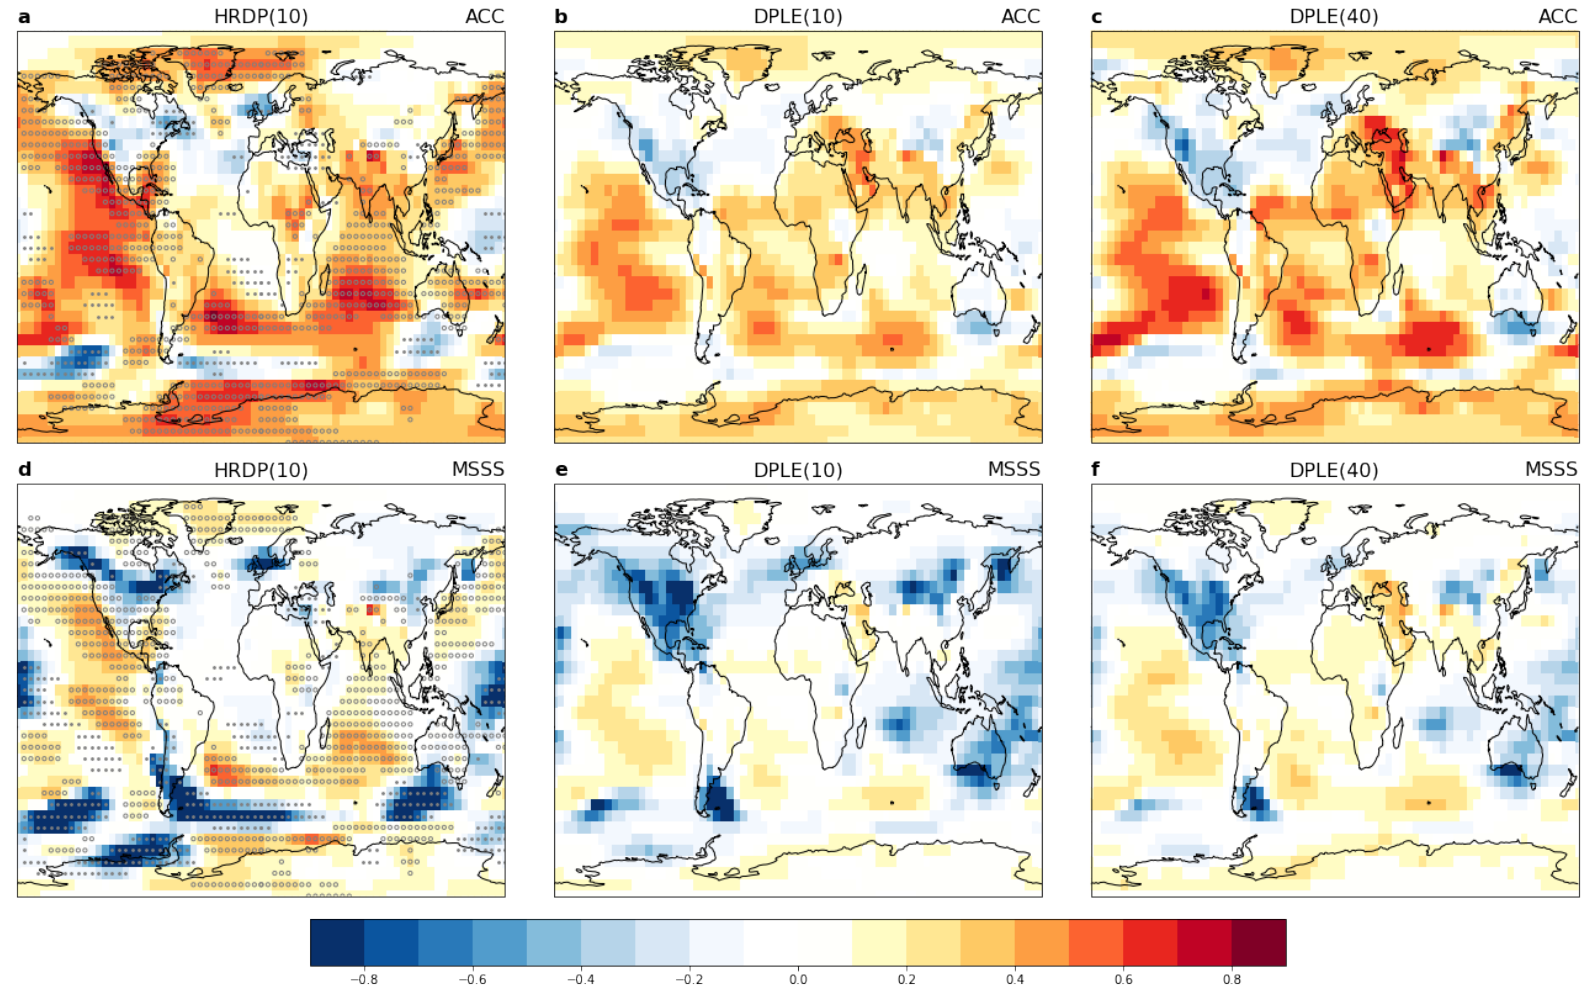 a HRDP(10) ACC
b DPLE(10) ACC
c DPLE(40) ACC
d HRDP(10) MSSS
e DPLE(10) MSSS
f DPLE(40) MSSS
−0.8 −0.6 −0.4 −0.2 0.0 0.2 0.4 0.6 0.8